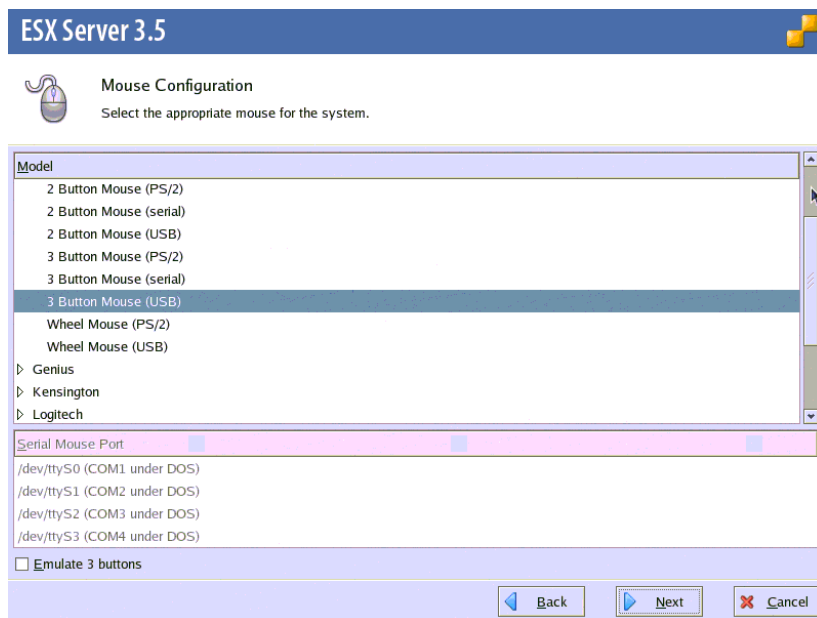 ESX Server 3.5
Mouse Configuration
Select the appropriate mouse for the system.
Model
2 Button Mouse (PS/2)
2 Button Mouse (serial)
2 Button Mouse (USB)
3 Button Mouse (PS/2)
3 Button Mouse (serial)
3 Button Mouse (USB)
Wheel Mouse (PS/2)
Wheel Mouse (USB)
Genius
Kensington
Logitech
Serial Mouse Port
/dev/ttyS0 (COM1 under DOS)
/dev/ttyS1 (COM2 under DOS)
/dev/ttyS2 (COM3 under DOS)
/dev/ttyS3 (COM4 under DOS)
Emulate 3 buttons
Back Next Cancel